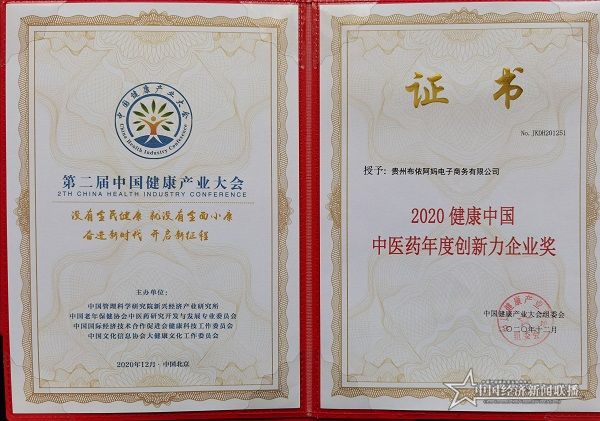 中国健康产业大会
China Health Industry Conference
第二届中国健康产业大会
2TH CHINA HEALTH INDUSTRY CONFERENCE
没有全民健康 就没有全面小康
奋进新时代 开启新征程
主办单位：
中国管理科学研究院新兴经济产业研究所
中国老年保健协会中医药研究开发与发展专业委员会
中国国际经济技术合作促进会健康科技工作委员会
中国文化信息协会大健康文化工作委员会
2020年12月·中国北京
证 书
No. JKDH201251
授予：贵州布依阿妈电子商务有限公司
2020 健康中国
中医药年度创新力企业奖
中国健康产业大会组委会
二〇二〇年十二月
中国经济新闻联播